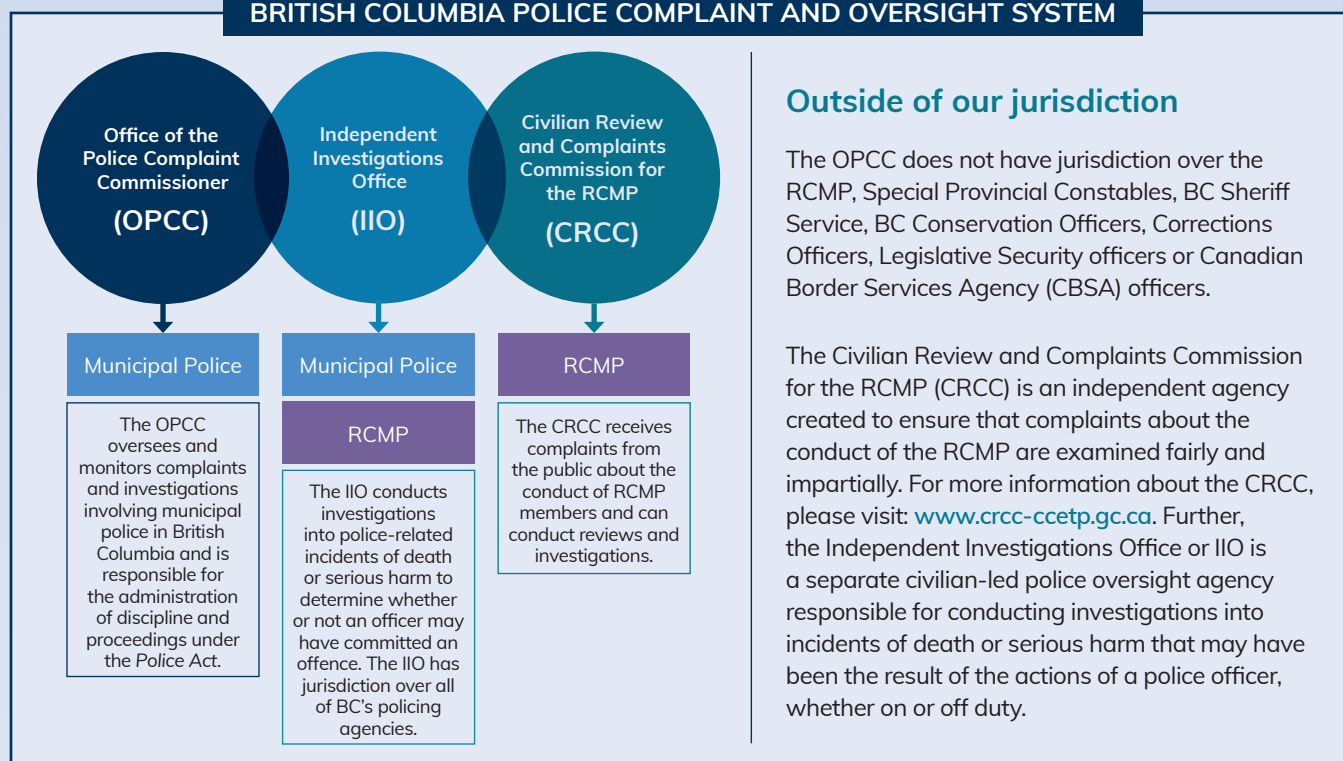 BRITISH COLUMBIA POLICE COMPLAINT AND OVERSIGHT SYSTEM
Office of the
Police Complaint
Commissioner
(OPCC)
Independent
Investigations
Office
(IIO)
Civilian Review
and Complaints
Commission for
the RCMP
(CRCC)
Municipal Police
The OPCC
oversees and
monitors complaints
and investigations
involving municipal
police in British
Columbia and is
responsible for
the administration
of discipline and
proceedings under
the Police Act.
Municipal Police
RCMP
The IIO conducts
investigations
into police-related
incidents of death
or serious harm to
determine whether
or not an officer may
have committed an
offence. The IIO has
jurisdiction over all
of BC's policing
agencies.
RCMP
The CRCC receives
complaints from
the public about the
conduct of RCMP
members and can
conduct reviews and
investigations.
Outside of our jurisdiction
The OPCC does not have jurisdiction over the
RCMP, Special Provincial Constables, BC Sheriff
Service, BC Conservation Officers, Corrections
Officers, Legislative Security officers or Canadian
Border Services Agency (CBSA) officers.
The Civilian Review and Complaints Commission
for the RCMP (CRCC) is an independent agency
created to ensure that complaints about the
conduct of the RCMP are examined fairly and
impartially. For more information about the CRCC,
please visit: www.crcc-ccetp.gc.ca. Further,
the Independent Investigations Office or IIO is
a separate civilian-led police oversight agency
responsible for conducting investigations into
incidents of death or serious harm that may have
been the result of the actions of a police officer,
whether on or off duty.